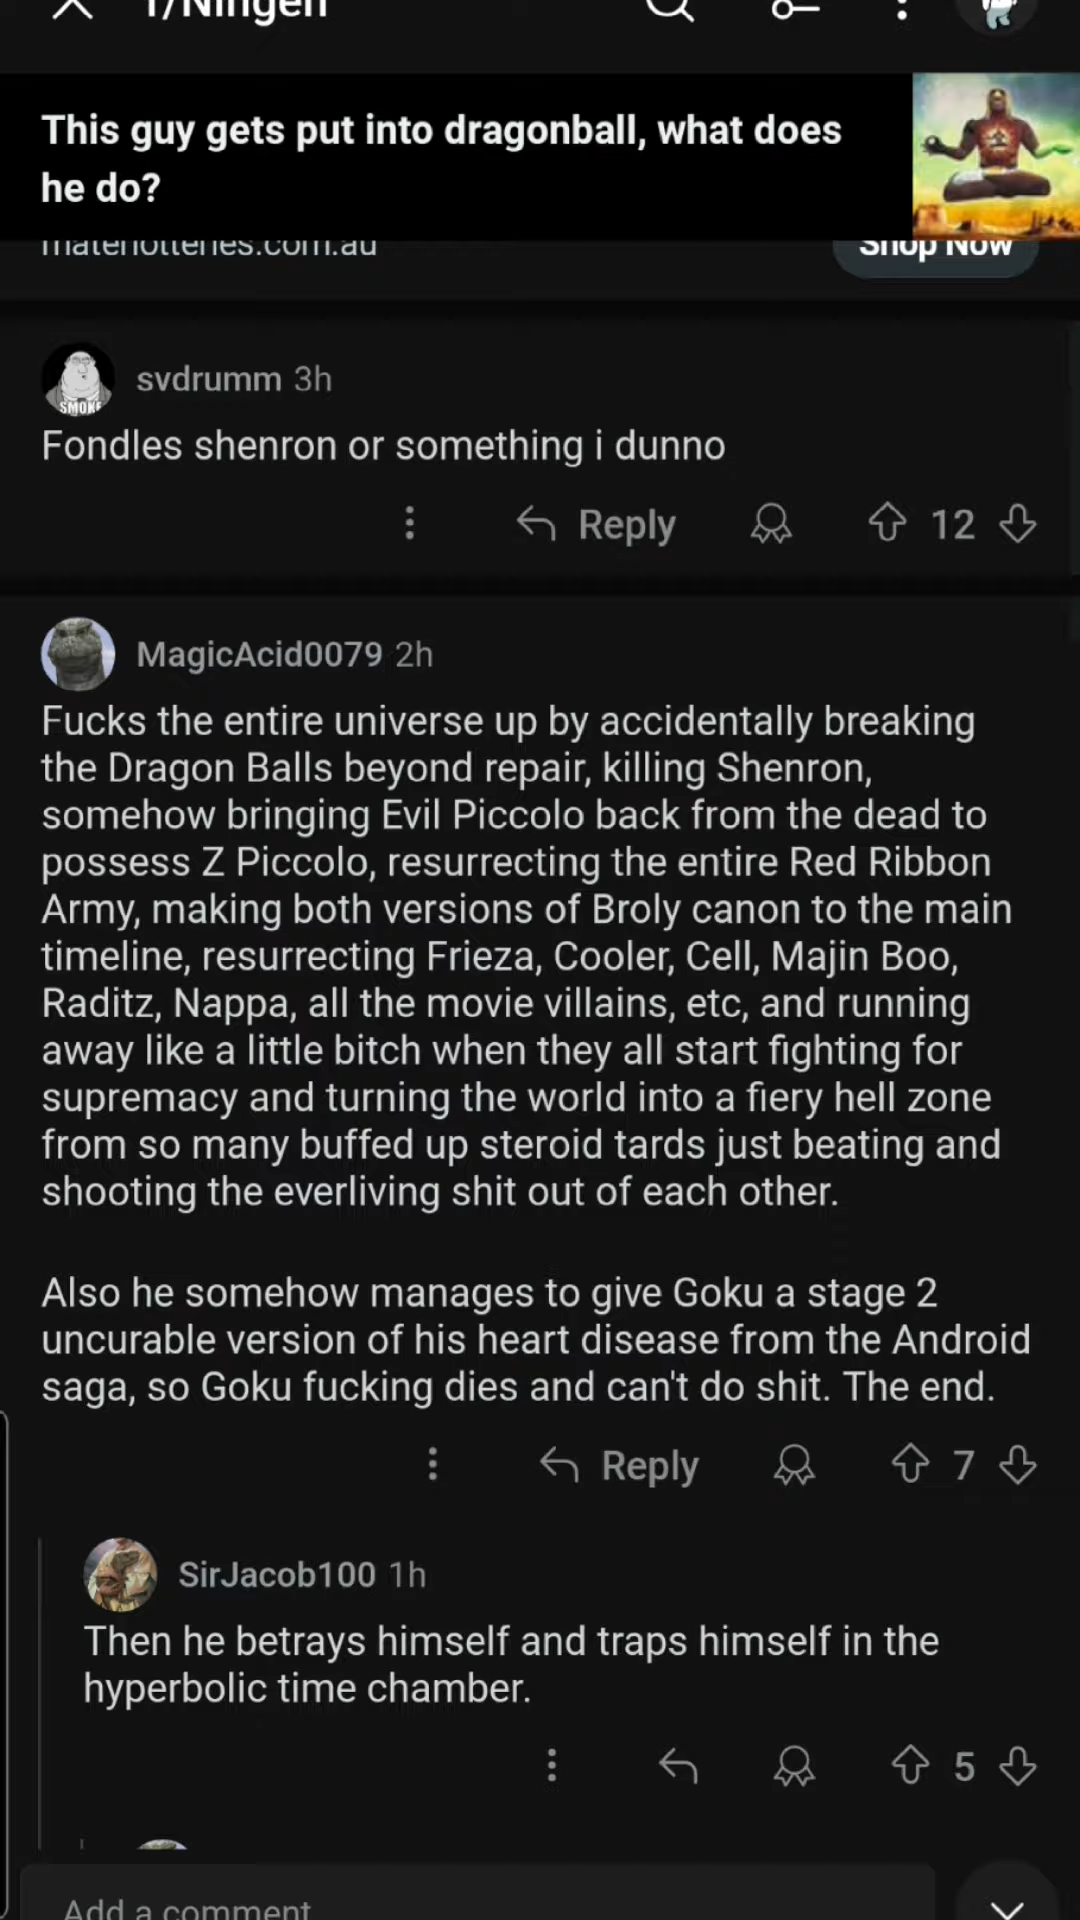 r/Ningen
This guy gets put into dragonball, what does
he do?
materlotteries.com.au
Shop Now
SMOKE
svdrumm 3h
Fondles shenron or something i dunno
Reply
12
MagicAcid0079 2h
Fucks the entire universe up by accidentally breaking
the Dragon Balls beyond repair, killing Shenron,
somehow bringing Evil Piccolo back from the dead to
possess Z Piccolo, resurrecting the entire Red Ribbon
Army, making both versions of Broly canon to the main
timeline, resurrecting Frieza, Cooler, Cell, Majin Boo,
Raditz, Nappa, all the movie villains, etc, and running
away like a little bitch when they all start fighting for
supremacy and turning the world into a fiery hell zone
from so many buffed up steroid tards just beating and
shooting the everliving shit out of each other.
Also he somehow manages to give Goku a stage 2
uncurable version of his heart disease from the Android
saga, so Goku fucking dies and can't do shit. The end.
Reply
7
SirJacob100 1h
Then he betrays himself and traps himself in the
hyperbolic time chamber.
5
Add a comment